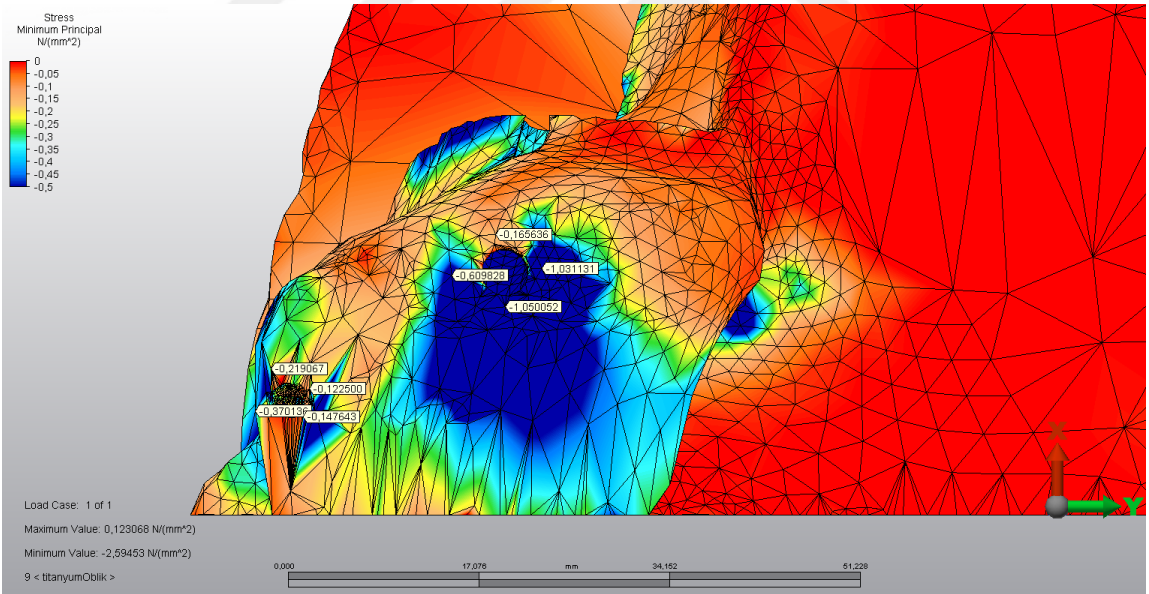 Stress
Minimum Principal
N/(mm^2)
0
-0,05
-0,1
-0,15
-0,2
-0,25
-0,3
-0,35
-0,4
-0,45
-0,5
-0,165636
-0,609828
-1,031131
-1,050052
-0,219067
-0,122500
-0,370136
-0,147643
X
Y
Load Case: 1 of 1
Maximum Value: 0,123068 N/(mm^2)
Minimum Value: -2,59453 N/(mm^2)
9 < titanyumOblik >
0,000 17,076 mm 34,152 51,228